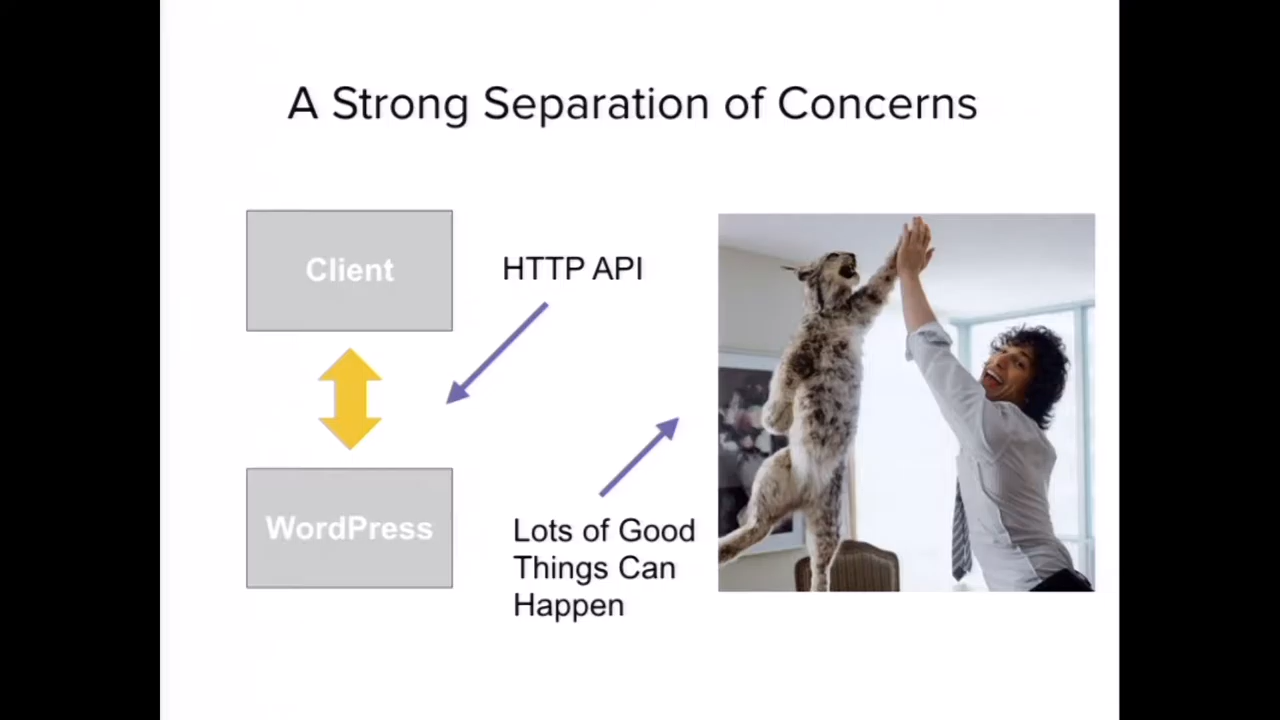 A Strong Separation of Concerns
Client
HTTP API
WordPress
Lots of Good
Things Can
Happen